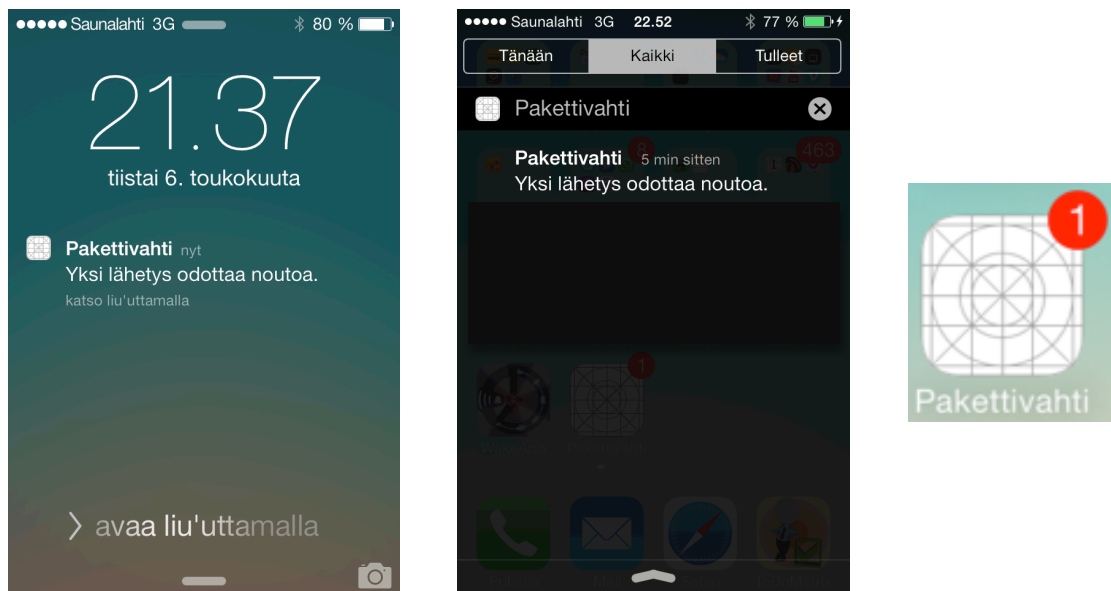 Saunalahti 3G 80 %
21.37
tiistai 6. toukokuuta
Pakettivahti nyt
Yksi lähetys odottaa noutoa.
katso liu'uttamalla
avaa liu'uttamalla
Saunalahti 3G 22.52 77 %
Tänään Kaikki Tulleet
Pakettivahti
8
463
Pakettivahti 5 min sitten
Yksi lähetys odottaa noutoa.
1
Pakettivahti
1
Pakettivahti